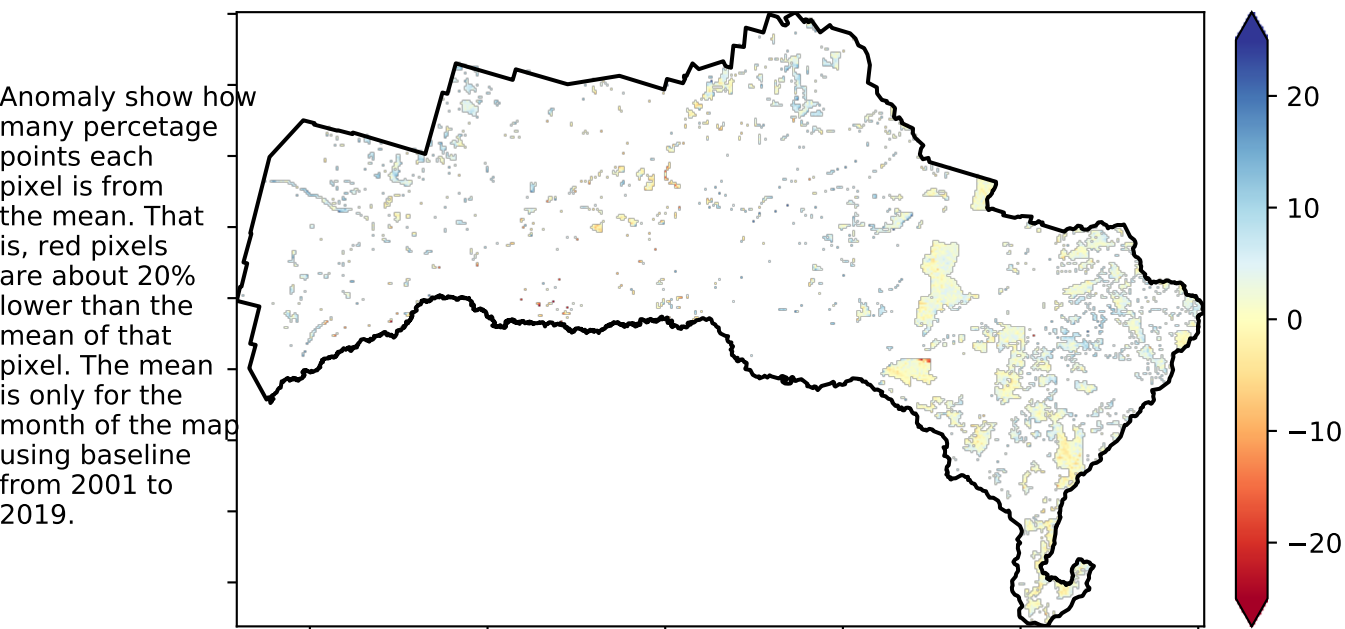 Anomaly show how
many percetage
points each
pixel is from
the mean. That
is, red pixels
are about 20%
lower than the
mean of that
pixel. The mean
is only for the
month of the map
using baseline
from 2001 to
2019.
20
10
0
−10
−20